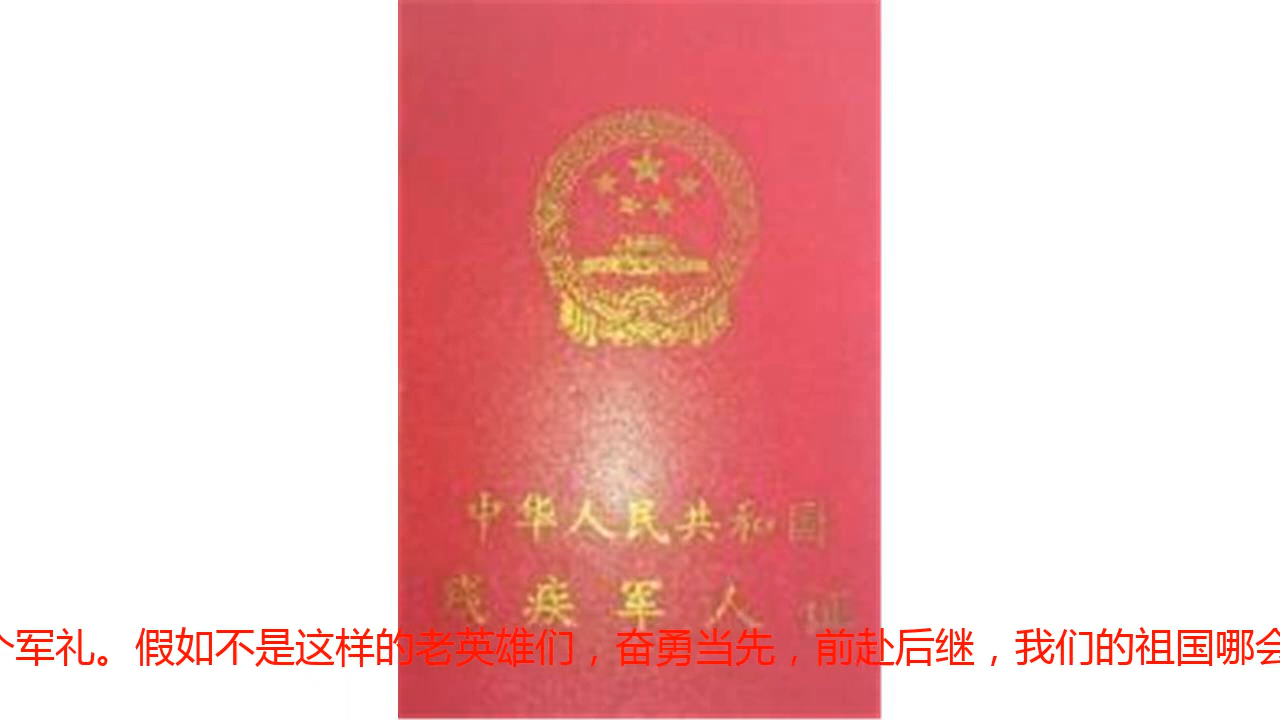 中华人民共和国
残疾军人证
个军礼。假如不是这样的老英雄们，奋勇当先，前赴后继，我们的祖国哪会